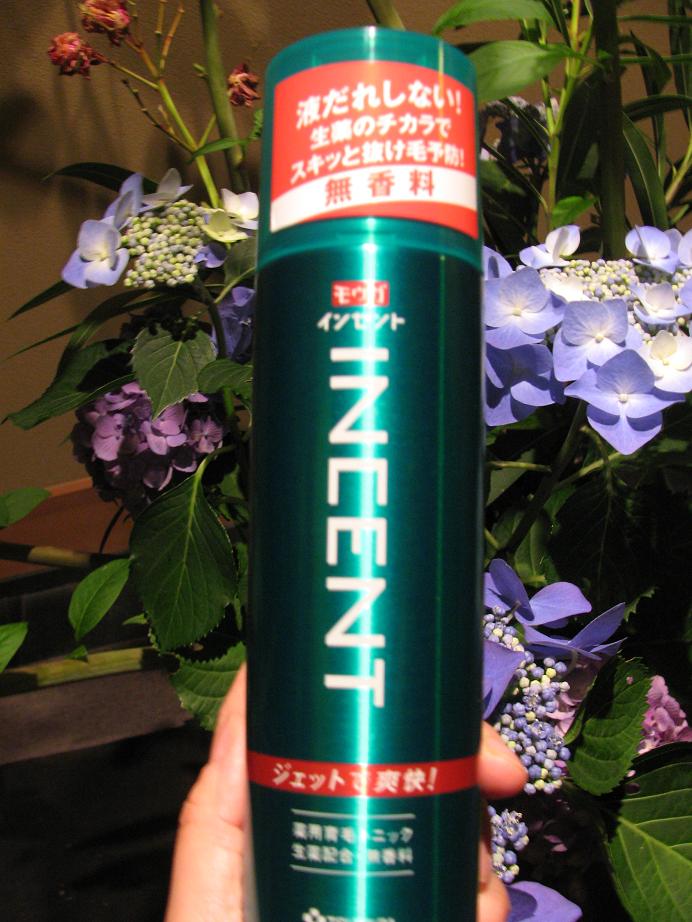 液だれしない!
生薬のチカラで
スキッと抜け毛予防!
無香料
モウガ
インセント
INCENT
ジェットで爽快!
薬用育毛トニック
生薬配合・無香料